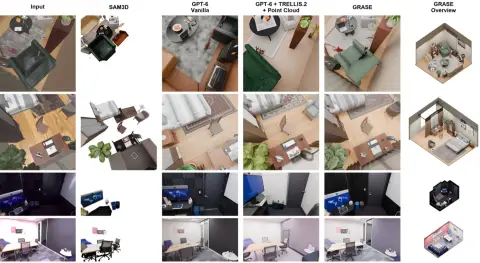 Input
SAM3D
GPT-6
Vanilla
GPT-6 + TRELLIS.2
+ Point Cloud
GRASE
GRASE
Overview